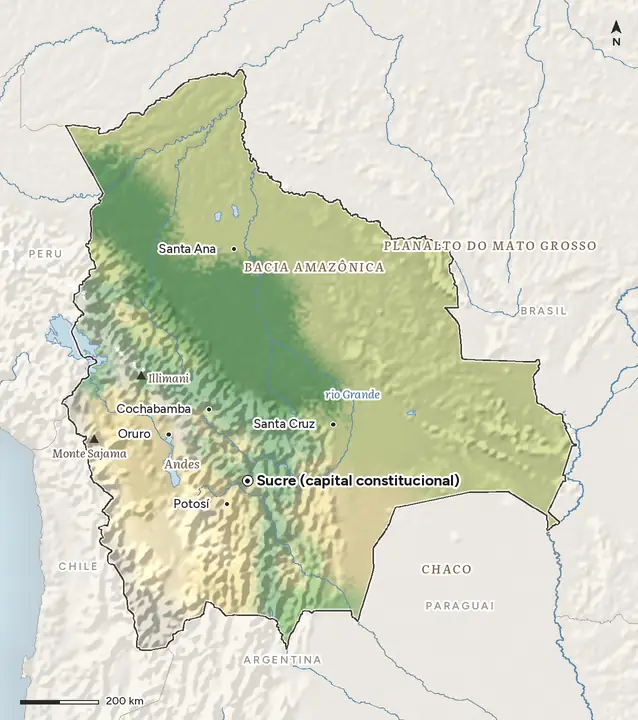 N
PLANALTO DO MATO GROSSO
Santa Ana
PERU
BACIA AMAZÔNICA
BRASIL
Illimani
rio Grande
Cochabamba
Santa Cruz
Oruro
Monte Sajama
Andes
Sucre (capital constitucional)
Potosí
CHILE
CHACO
PARAGUAI
ARGENTINA
200 km